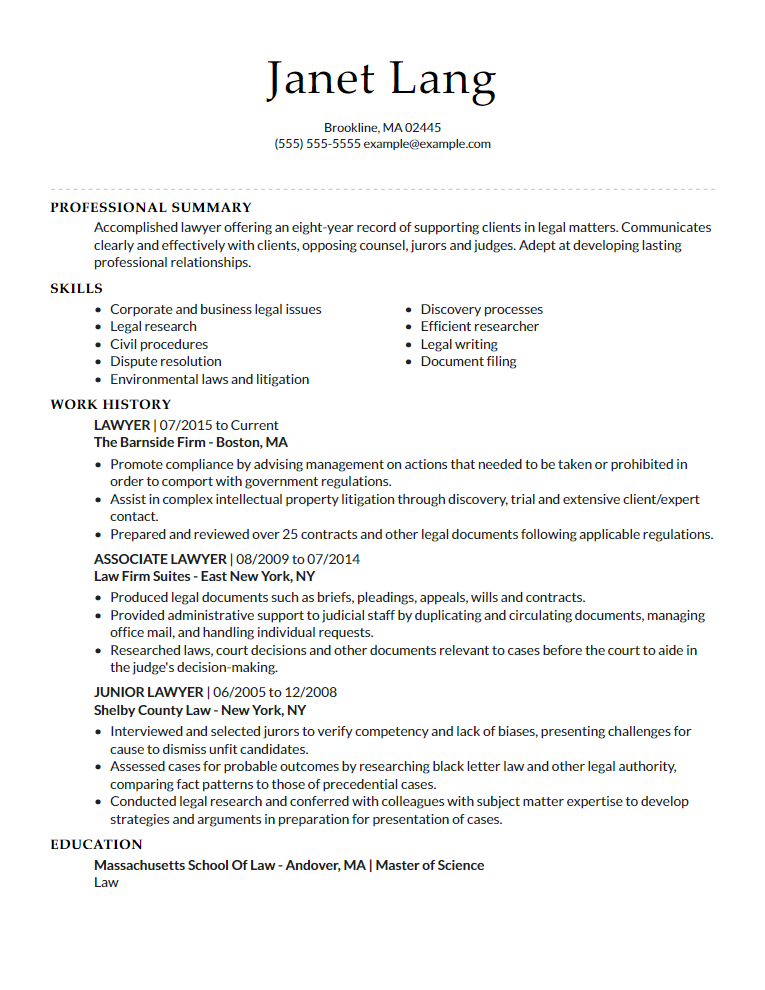 Janet Lang
Brookline, MA 02445
(555) 555-5555 example@example.com
PROFESSIONAL SUMMARY
Accomplished lawyer offering an eight-year record of supporting clients in legal matters. Communicates
clearly and effectively with clients, opposing counsel, jurors and judges. Adept at developing lasting
professional relationships.
SKILLS
• Corporate and business legal issues
• Legal research
• Civil procedures
• Dispute resolution
• Environmental laws and litigation
• Discovery processes
• Efficient researcher
• Legal writing
• Document filing
WORK HISTORY
LAWYER | 07/2015 to Current
The Barnside Firm - Boston, MA
• Promote compliance by advising management on actions that needed to be taken or prohibited in
order to comport with government regulations.
• Assist in complex intellectual property litigation through discovery, trial and extensive client/expert
contact.
• Prepared and reviewed over 25 contracts and other legal documents following applicable regulations.
ASSOCIATE LAWYER | 08/2009 to 07/2014
Law Firm Suites - East New York, NY
• Produced legal documents such as briefs, pleadings, appeals, wills and contracts.
• Provided administrative support to judicial staff by duplicating and circulating documents, managing
office mail, and handling individual requests.
• Researched laws, court decisions and other documents relevant to cases before the court to aide in
the judge's decision-making.
JUNIOR LAWYER | 06/2005 to 12/2008
Shelby County Law - New York, NY
• Interviewed and selected jurors to verify competency and lack of biases, presenting challenges for
cause to dismiss unfit candidates.
• Assessed cases for probable outcomes by researching black letter law and other legal authority,
comparing fact patterns to those of precedential cases.
• Conducted legal research and conferred with colleagues with subject matter expertise to develop
strategies and arguments in preparation for presentation of cases.
EDUCATION
Massachusetts School Of Law - Andover, MA | Master of Science
Law